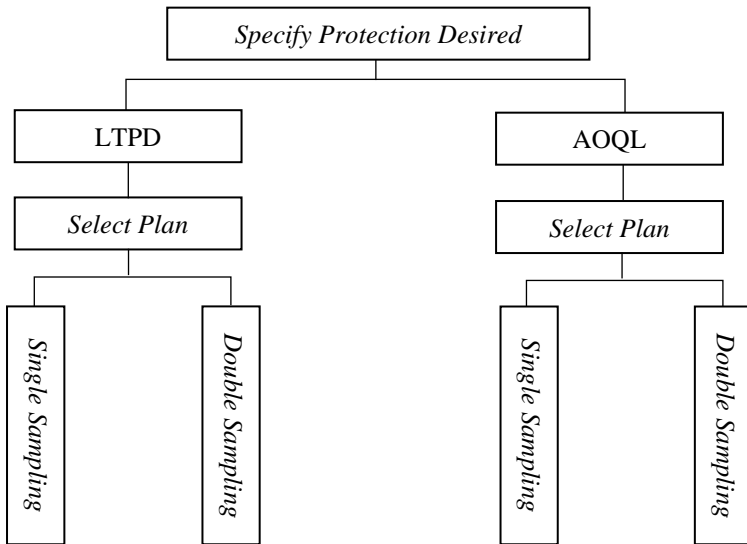 Specify Protection Desired
LTPD
AOQL
Select Plan
Select Plan
Single Sampling
Double Sampling
Single Sampling
Double Sampling